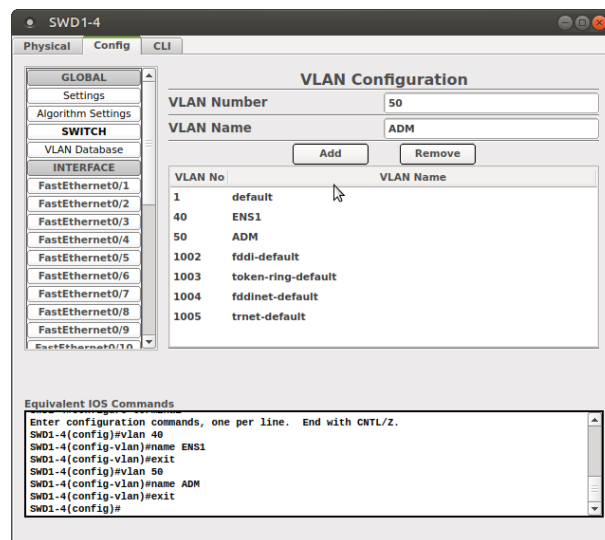 SWD1-4
Physical Config CLI
GLOBAL
Settings
Algorithm Settings
SWITCH
VLAN Database
INTERFACE
FastEthernet0/1
FastEthernet0/2
FastEthernet0/3
FastEthernet0/4
FastEthernet0/5
FastEthernet0/6
FastEthernet0/7
FastEthernet0/8
FastEthernet0/9
FastEthernet0/10
VLAN Configuration
VLAN Number 50
VLAN Name ADM
Add Remove
VLAN No VLAN Name
1 default
40 ENS1
50 ADM
1002 fddi-default
1003 token-ring-default
1004 fddinet-default
1005 trnet-default
Equivalent IOS Commands
Enter configuration commands, one per line. End with CNTL/Z.
SWD1-4(config)#vlan 40
SWD1-4(config-vlan)#name ENS1
SWD1-4(config-vlan)#exit
SWD1-4(config)#vlan 50
SWD1-4(config-vlan)#name ADM
SWD1-4(config-vlan)#exit
SWD1-4(config)#